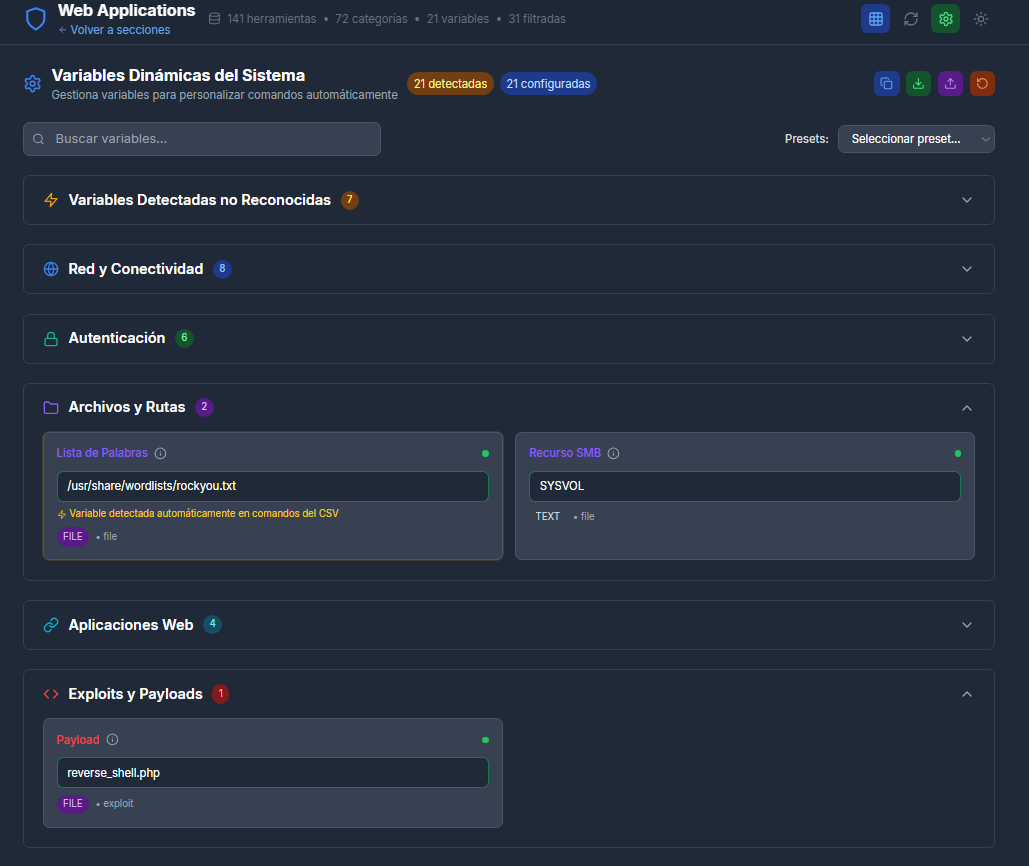 Web Applications
← Volver a secciones
141 herramientas • 72 categorías • 21 variables • 31 filtradas
Variables Dinámicas del Sistema
Gestiona variables para personalizar comandos automáticamente
21 detectadas
21 configuradas
Buscar variables...
Presets:
Seleccionar preset...
Variables Detectadas no Reconocidas 7
Red y Conectividad 8
Autenticación 6
Archivos y Rutas 2
Lista de Palabras
/usr/share/wordlists/rockyou.txt
Variable detectada automáticamente en comandos del CSV
FILE • file
Recurso SMB
SYSVOL
TEXT • file
Aplicaciones Web 4
Exploits y Payloads 1
Payload
reverse_shell.php
FILE • exploit